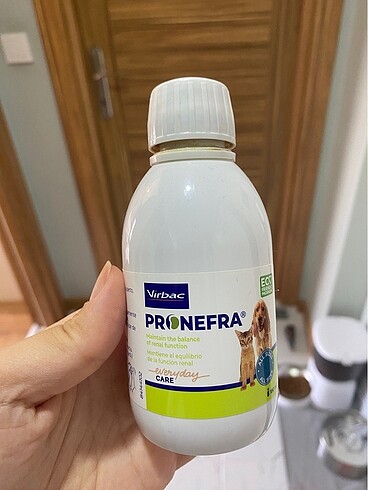 Virbac
ECO
PRONEFRA®
Maintain the balance
of renal function
Mantiene el equilibrio
de la función renal
everyday
CARE